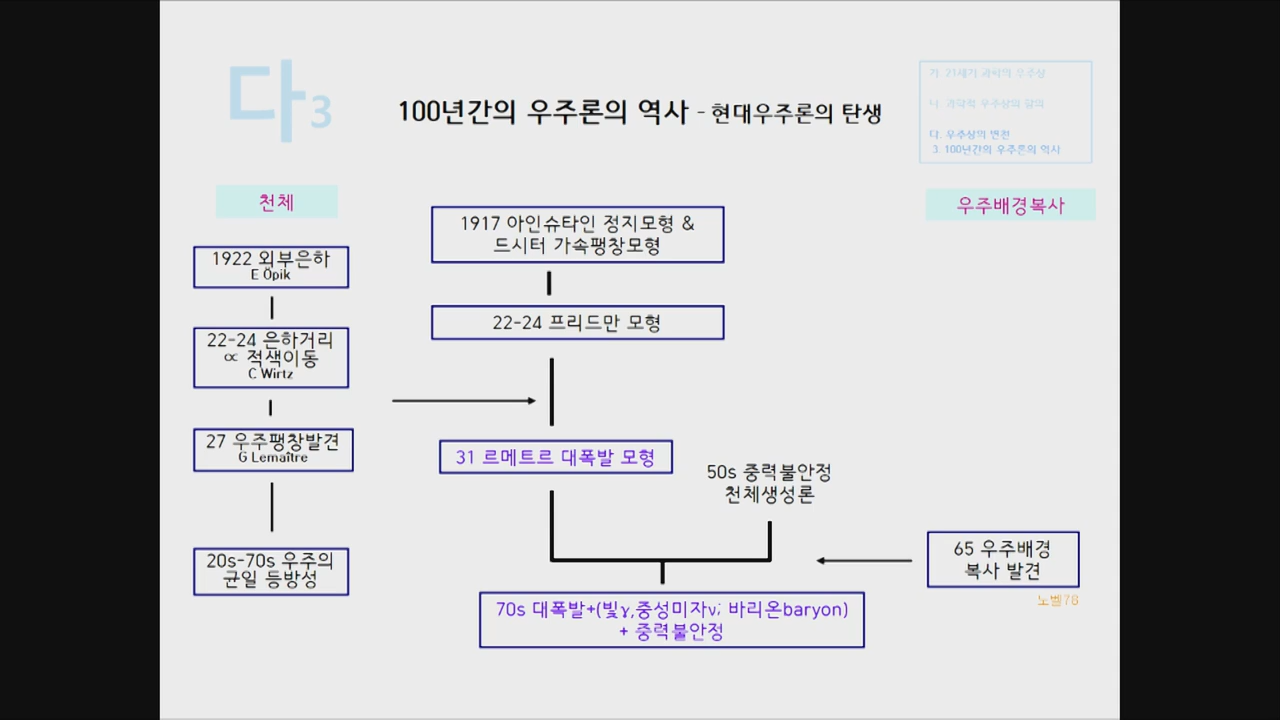 다3
100년간의 우주론의 역사 - 현대우주론의 탄생
가. 21세기 과학의 우주상
나. 과학적 우주상의 합의
다. 우주상의 변천
3. 100년간의 우주론의 역사
천체
우주배경복사
1922 외부은하
E Öpik
22-24 은하거리
∝ 적색이동
C Wirtz
27 우주팽창발견
G Lemaître
20s-70s 우주의
균일 등방성
1917 아인슈타인 정지모형 &
드시터 가속팽창모형
22-24 프리드만 모형
31 르메트르 대폭발 모형
50s 중력불안정
천체생성론
65 우주배경
복사 발견
노벨78
70s 대폭발+(빛γ,중성미자ν; 바리온baryon)
+ 중력불안정